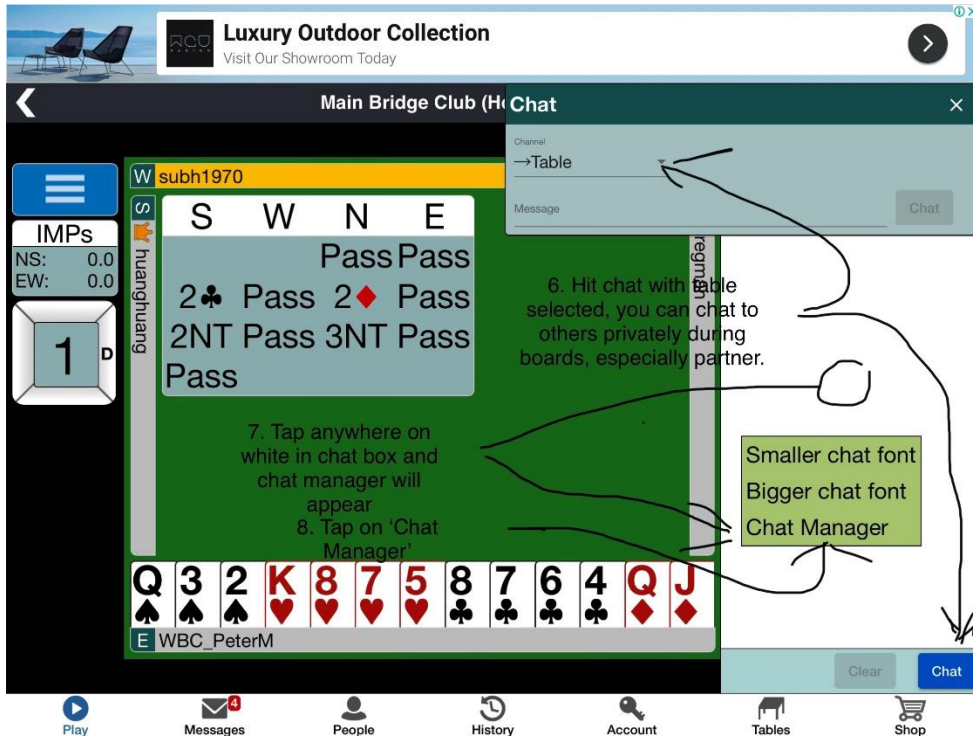 Luxury Outdoor Collection
Visit Our Showroom Today
Main Bridge Club (Ho
Chat
Channel
→Table
Message
Chat
IMPs
NS: 0.0
EW: 0.0
1 D
W subh1970
S huanghuang
S W N E
Pass Pass
2♣ Pass 2♦ Pass
2NT Pass 3NT Pass
Pass
6. Hit chat with table
selected, you can chat to
others privately during
boards, especially partner.
7. Tap anywhere on
white in chat box and
chat manager will
appear
8. Tap on ‘Chat
Manager’
Smaller chat font
Bigger chat font
Chat Manager
Q♠ 3♠ 2♠ K♥ 8♥ 7♥ 5♥ 8♣ 7♣ 6♣ 4♣ Q♦ J♦
E WBC_PeterM
Clear Chat
Play Messages 4 People History Account Tables Shop